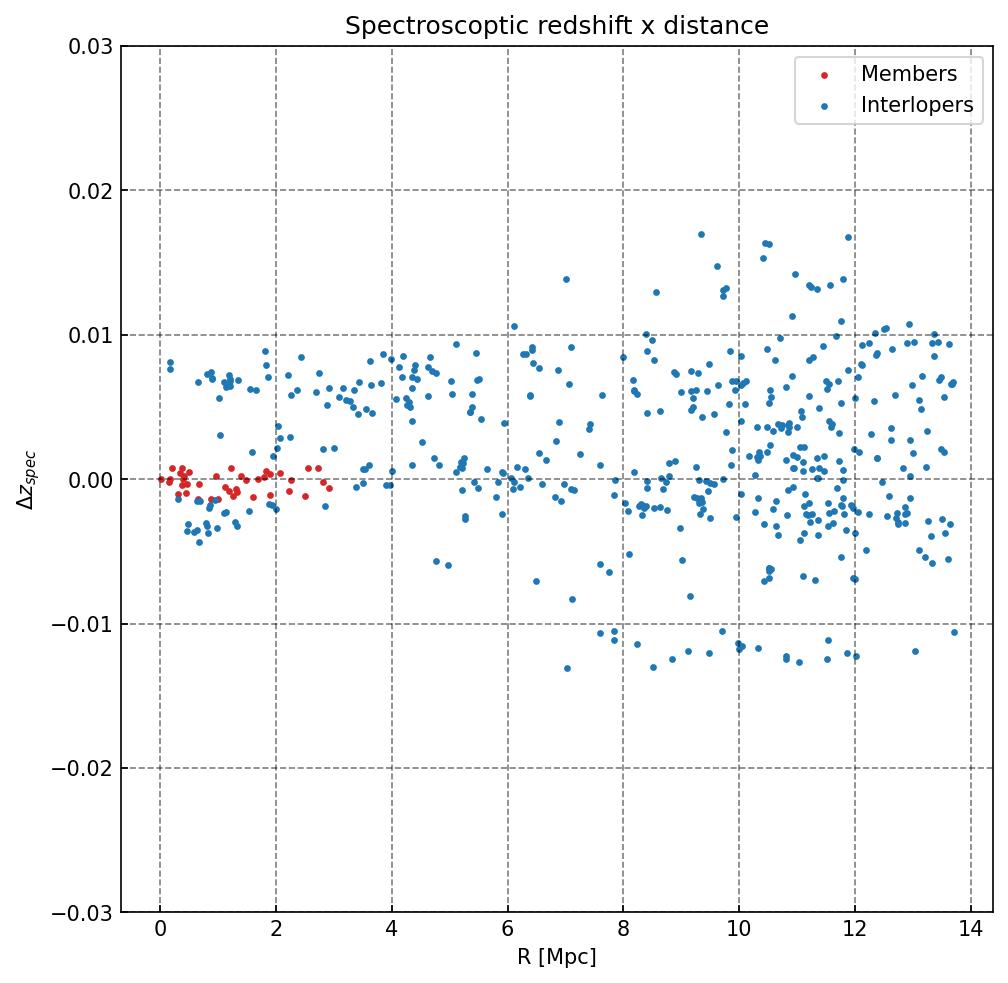 Spectroscoptic redshift x distance
Members
Interlopers
0.03
0.02
0.01
0.00
−0.01
−0.02
−0.03
Δz_spec
0 2 4 6 8 10 12 14
R [Mpc]